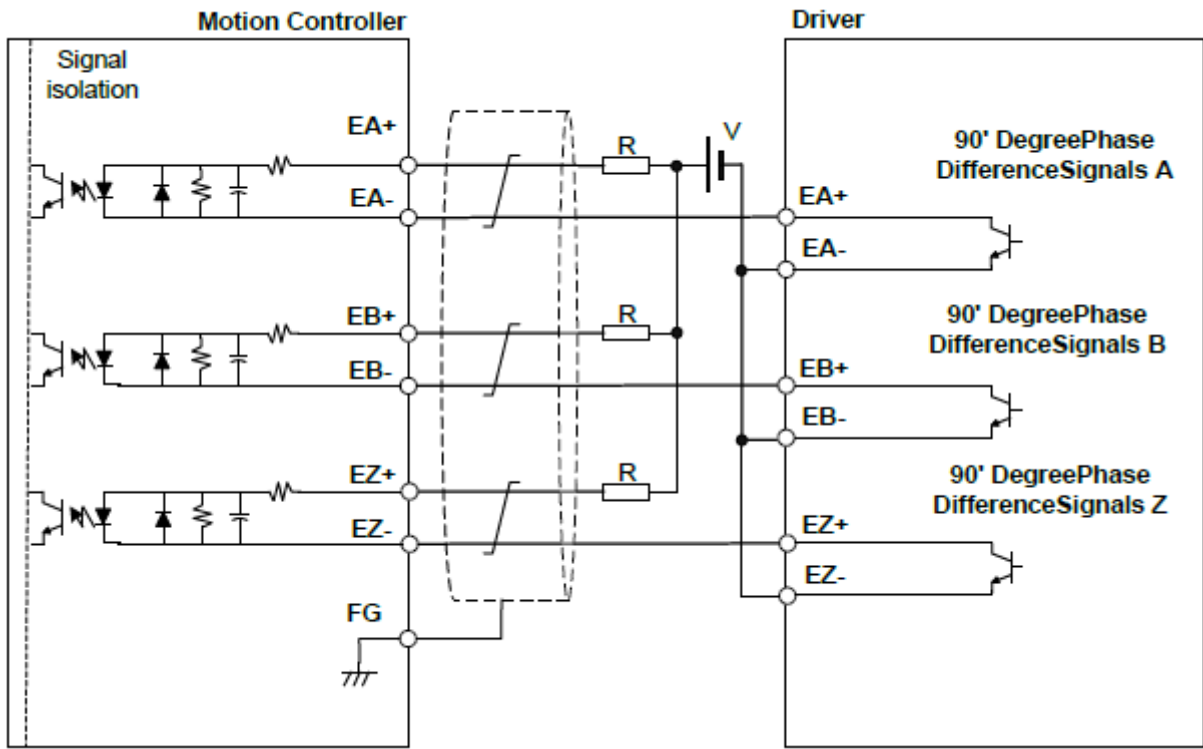 Motion Controller
Driver
Signal
isolation
EA+
EA-
EB+
EB-
EZ+
EZ-
FG
R
R
R
V
90' DegreePhase
DifferenceSignals A
EA+
EA-
90' DegreePhase
DifferenceSignals B
EB+
EB-
90' DegreePhase
DifferenceSignals Z
EZ+
EZ-